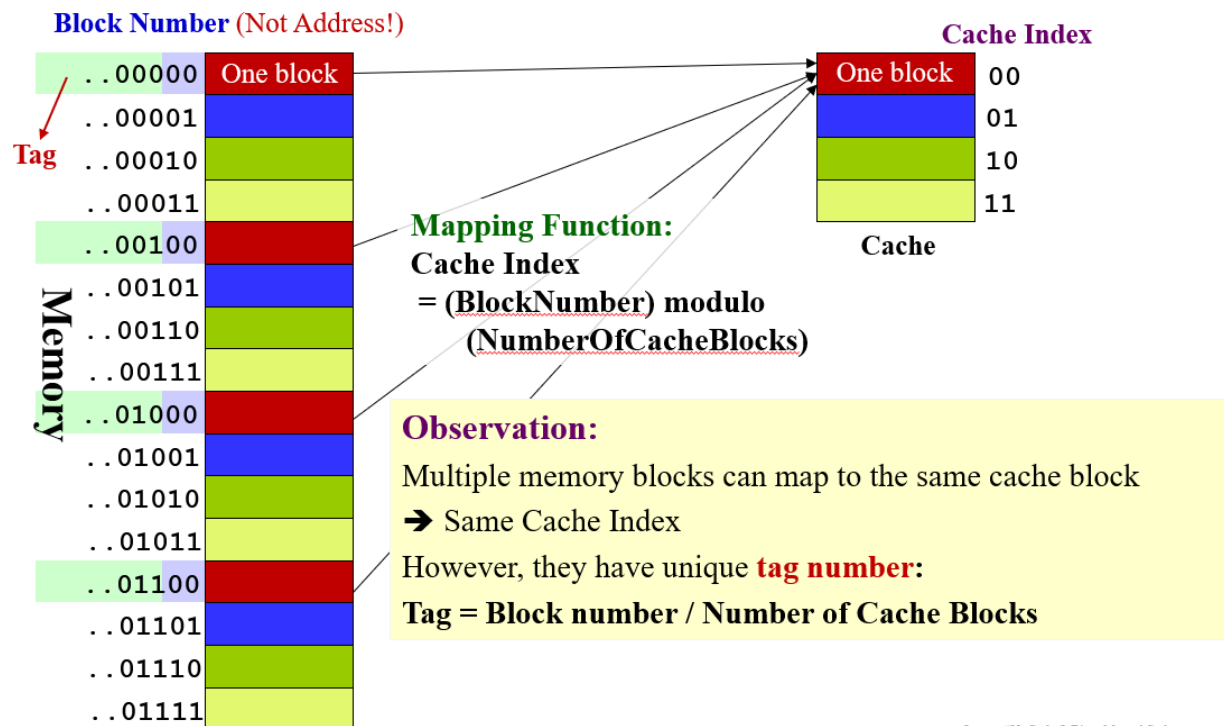 Block Number (Not Address!)
Cache Index
..00000 One block
One block 00
..00001
01
Tag
..00010
10
..00011
11
..00100
Mapping Function:
Cache
..00101
Cache Index
= (BlockNumber) modulo
..00110
(NumberOfCacheBlocks)
..00111
Memory
..01000
Observation:
..01001
Multiple memory blocks can map to the same cache block
..01010
➔ Same Cache Index
..01011
However, they have unique tag number:
..01100
Tag = Block number / Number of Cache Blocks
..01101
..01110
..01111